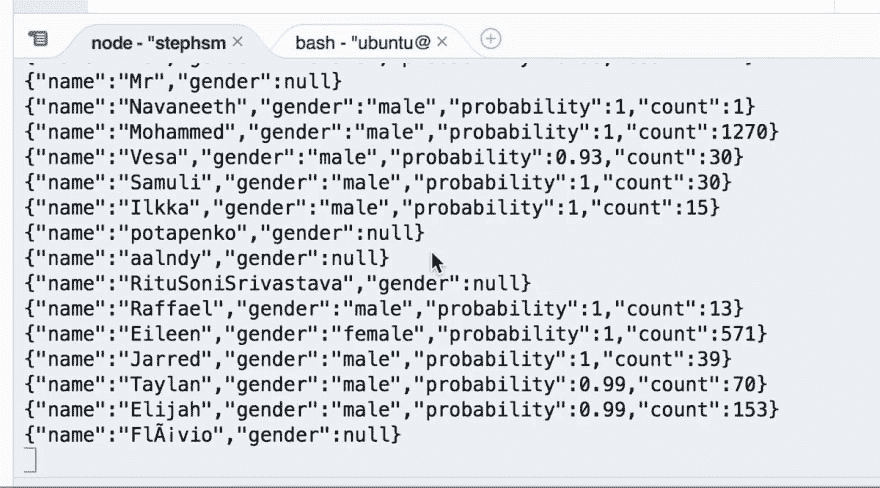 node - "stephsm × bash - "ubuntu@ ×
{"name":"Mr","gender":null}
{"name":"Navaneeth","gender":"male","probability":1,"count":1}
{"name":"Mohammed","gender":"male","probability":1,"count":1270}
{"name":"Vesa","gender":"male","probability":0.93,"count":30}
{"name":"Samuli","gender":"male","probability":1,"count":30}
{"name":"Ilkka","gender":"male","probability":1,"count":15}
{"name":"potapenko","gender":null}
{"name":"aalndy","gender":null}
{"name":"RituSoniSrivastava","gender":null}
{"name":"Raffael","gender":"male","probability":1,"count":13}
{"name":"Eileen","gender":"female","probability":1,"count":571}
{"name":"Jarred","gender":"male","probability":1,"count":39}
{"name":"Taylan","gender":"male","probability":0.99,"count":70}
{"name":"Elijah","gender":"male","probability":0.99,"count":153}
{"name":"FlÃ¡vio","gender":null}